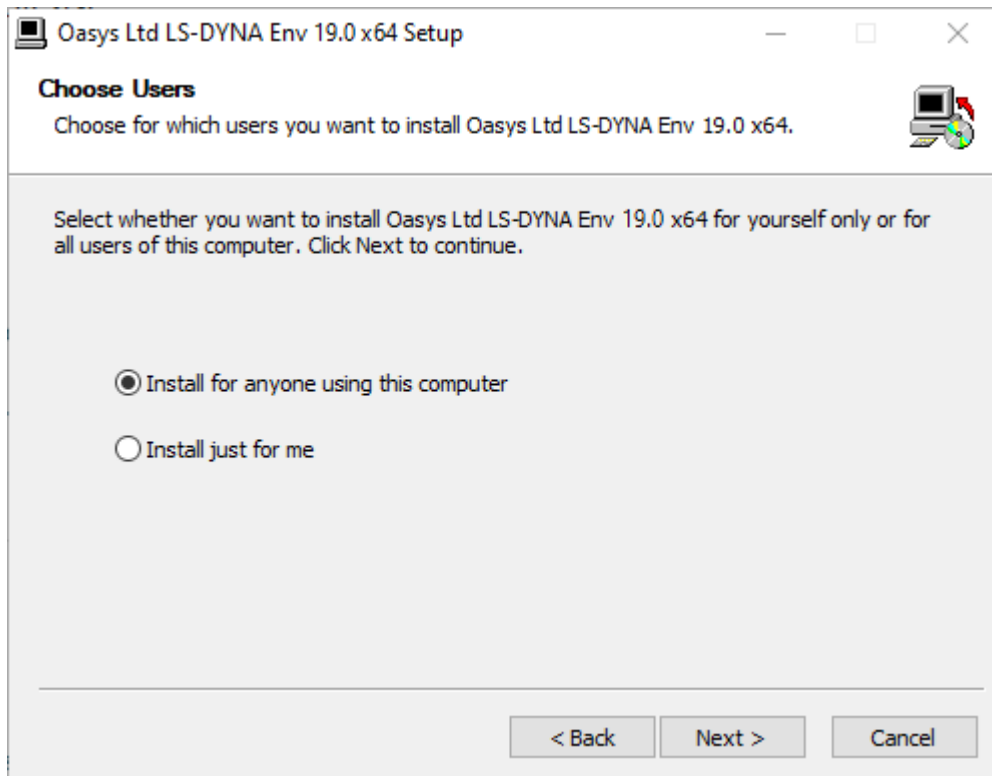 Oasys Ltd LS-DYNA Env 19.0 x64 Setup
Choose Users
Choose for which users you want to install Oasys Ltd LS-DYNA Env 19.0 x64.
Select whether you want to install Oasys Ltd LS-DYNA Env 19.0 x64 for yourself only or for
all users of this computer. Click Next to continue.
Install for anyone using this computer
Install just for me
< Back Next > Cancel